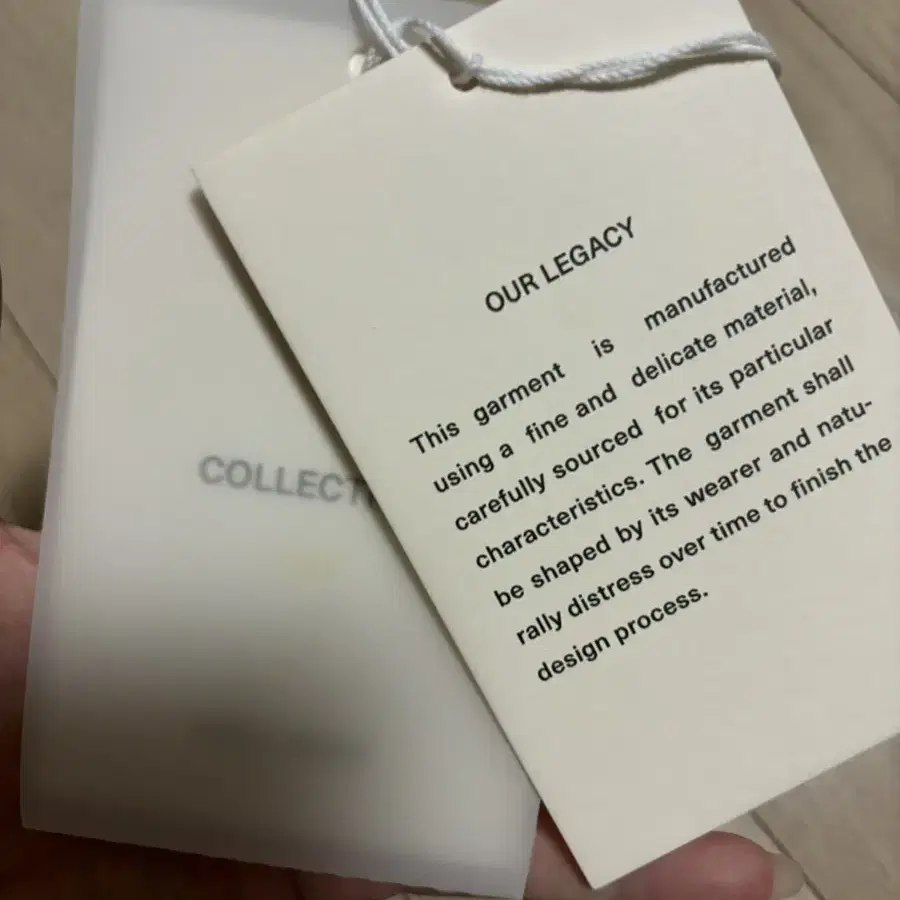 OUR LEGACY
This garment is manufactured
using a fine and delicate material,
carefully sourced for its particular
characteristics. The garment shall
be shaped by its wearer and natu-
rally distress over time to finish the
design process.
COLLECT